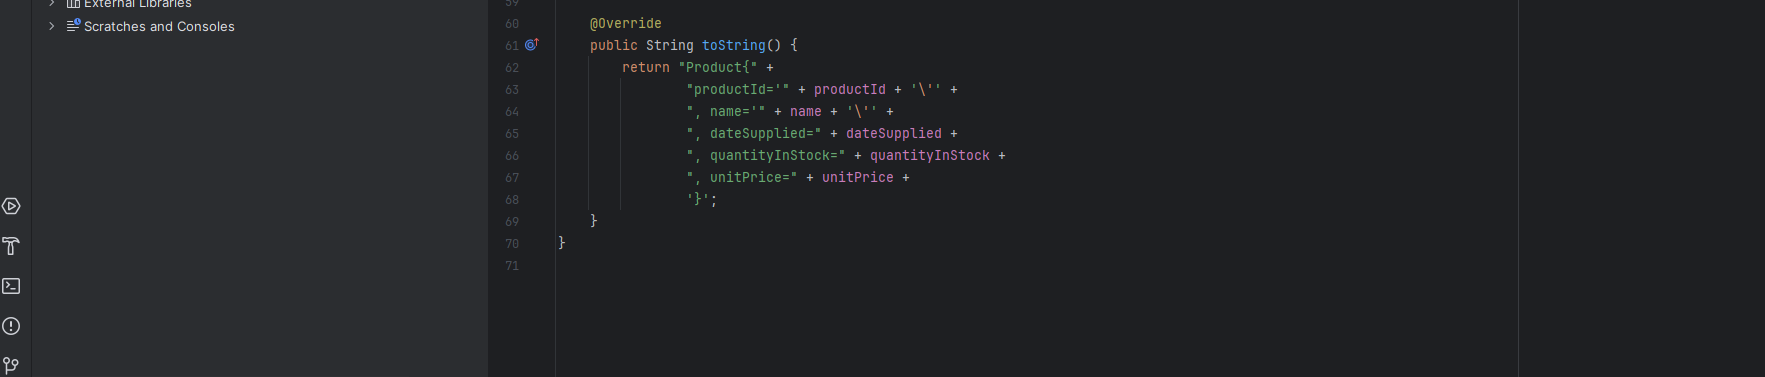 External Libraries
Scratches and Consoles
59
60 @Override
61 public String toString() {
62 return "Product{" +
63 "productId='" + productId + '\'' +
64 ", name='" + name + '\'' +
65 ", dateSupplied=" + dateSupplied +
66 ", quantityInStock=" + quantityInStock +
67 ", unitPrice=" + unitPrice +
68 '}';
69 }
70 }
71